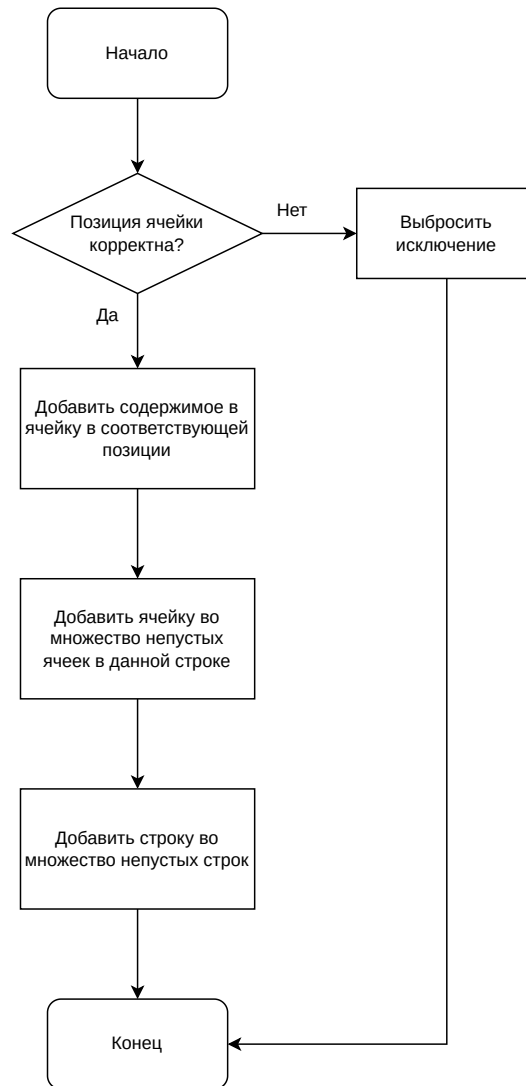 Начало
Позиция ячейки
корректна?
Нет
Выбросить
исключение
Да
Добавить содержимое в
ячейку в соответствующей
позиции
Добавить ячейку во
множество непустых
ячеек в данной строке
Добавить строку во
множество непустых строк
Конец